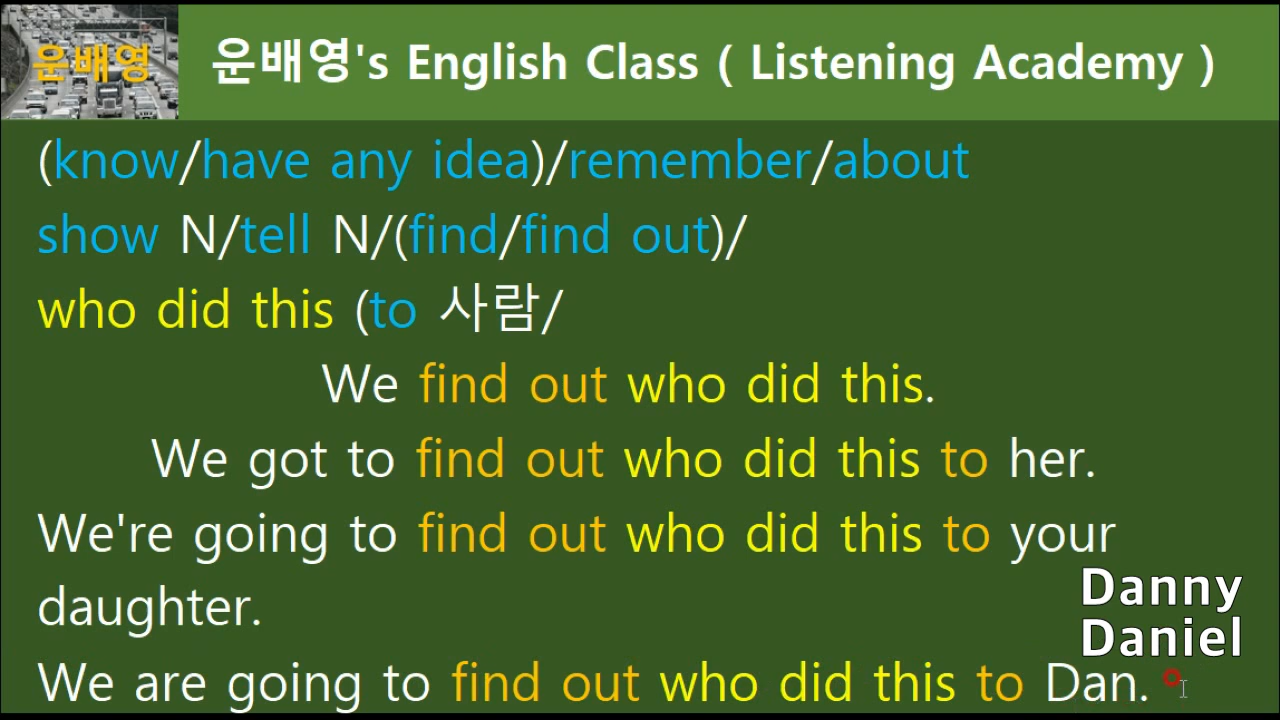 운배영
운배영's English Class ( Listening Academy )
(know/have any idea)/remember/about
show N/tell N/(find/find out)/
who did this (to 사람/
We find out who did this.
We got to find out who did this to her.
We're going to find out who did this to your
daughter.
Danny
Daniel
We are going to find out who did this to Dan.